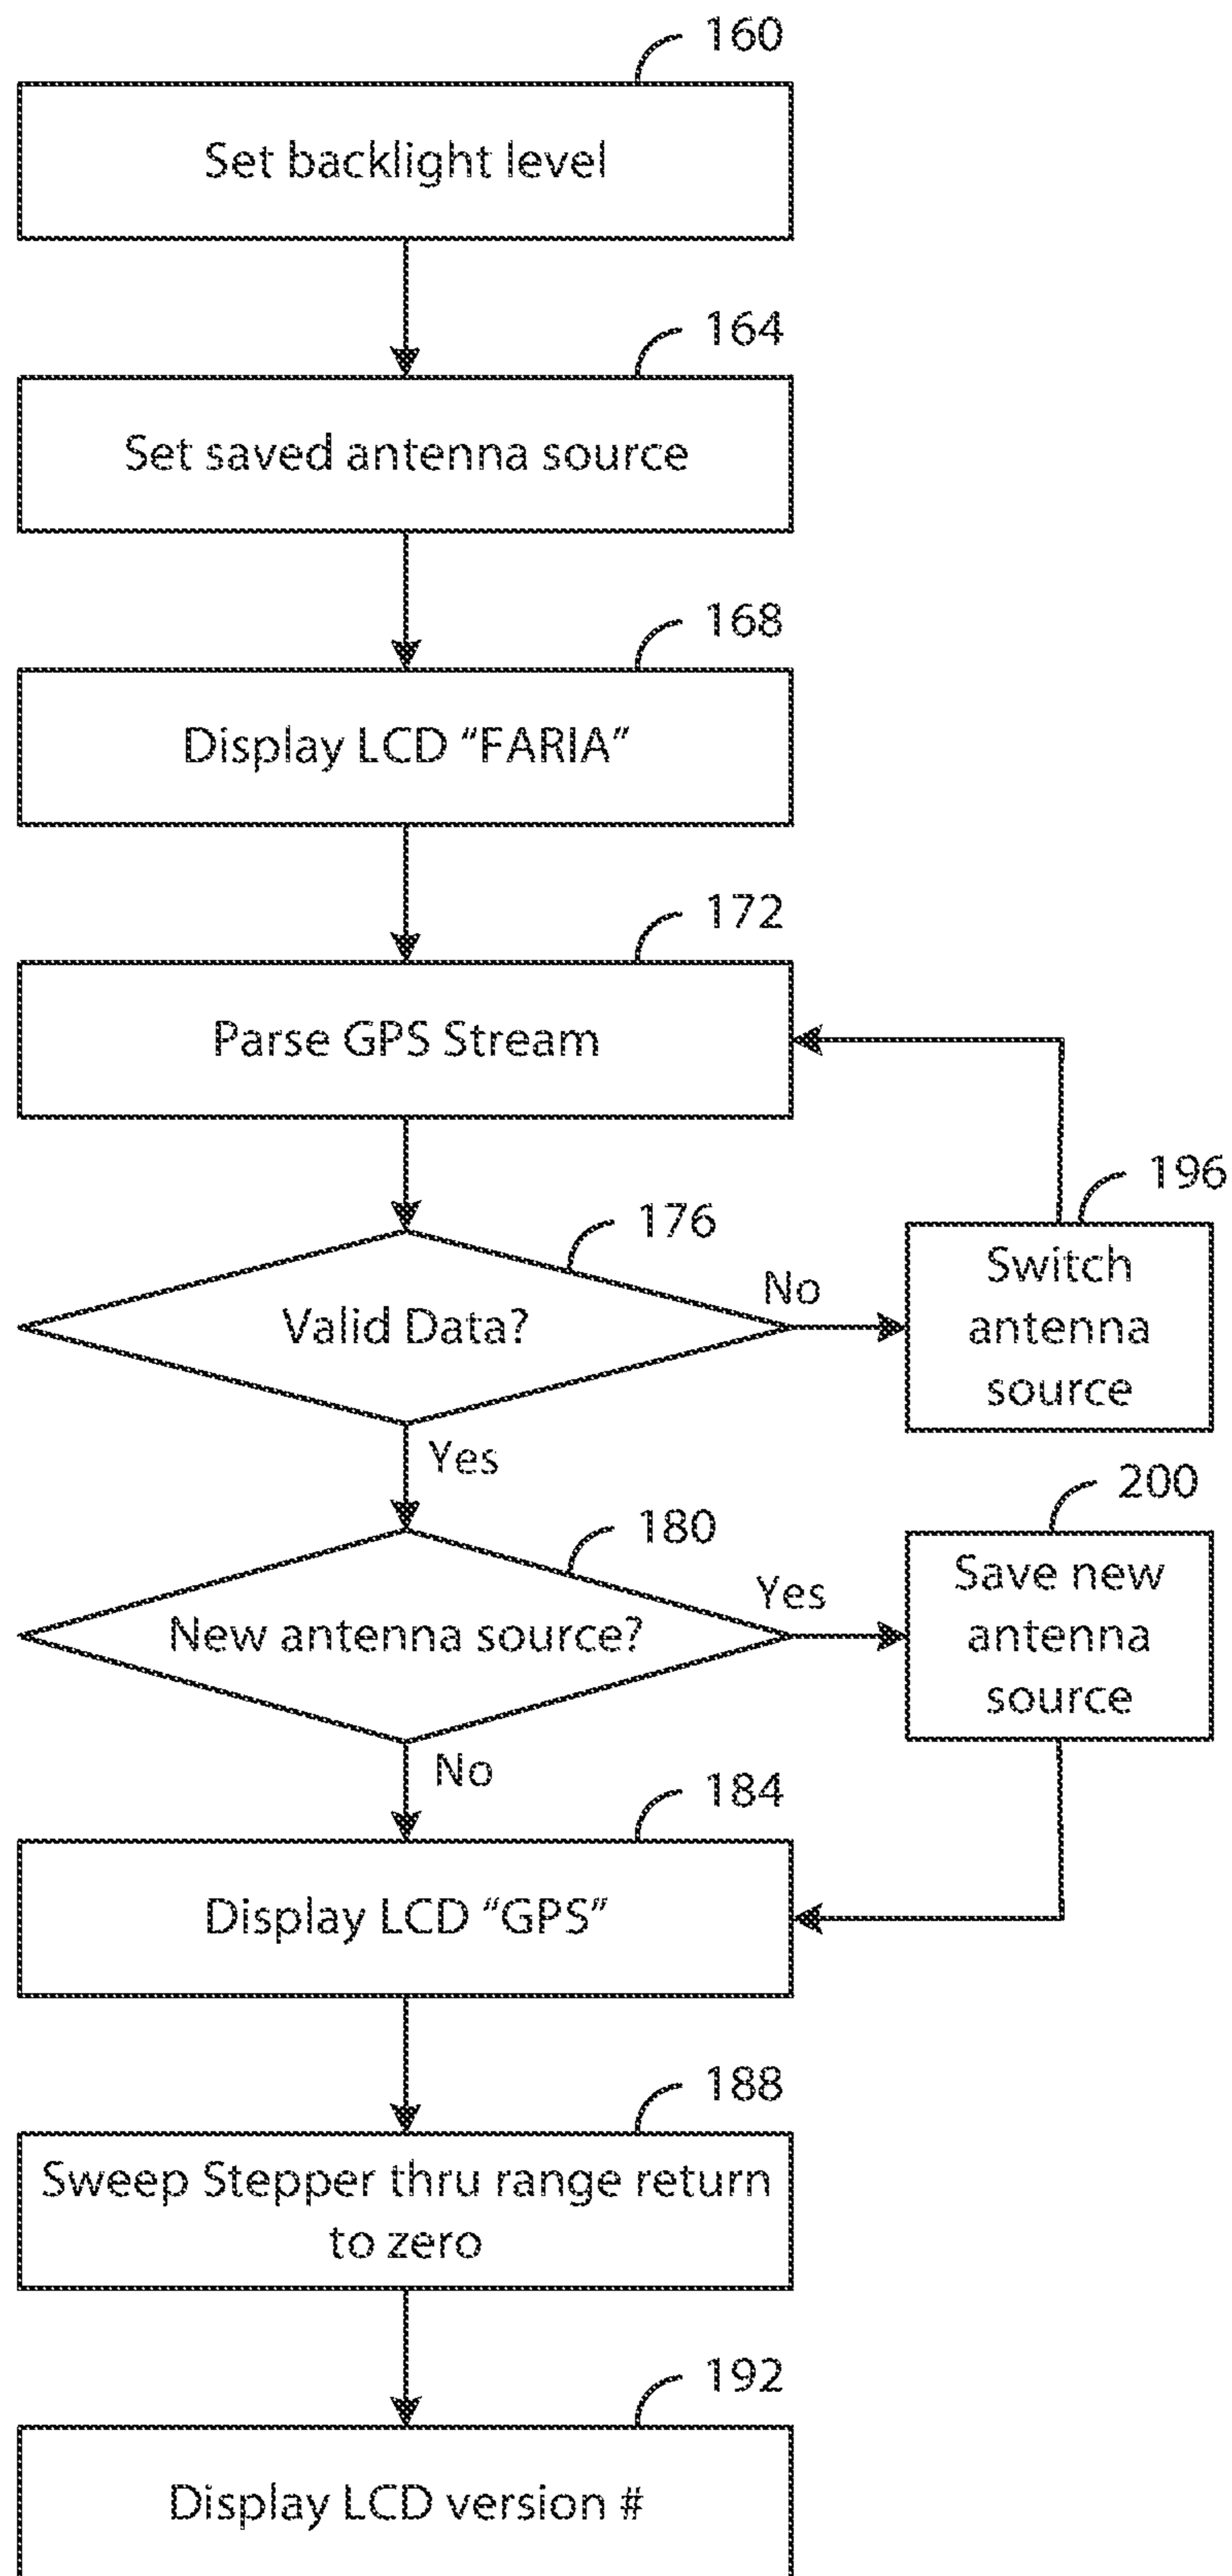 160
Set backlight level
164
Set saved antenna source
168
Display LCD “FARIA”
172
Parse GPS Stream
196
176
Switch
No
antenna
Valid Data?
source
Yes
200
180
Save new
Yes
antenna
New antenna source?
source
No
184
Display LCD “GPS”
188
Sweep Stepper thru range return
to zero
192
Display LCD version #